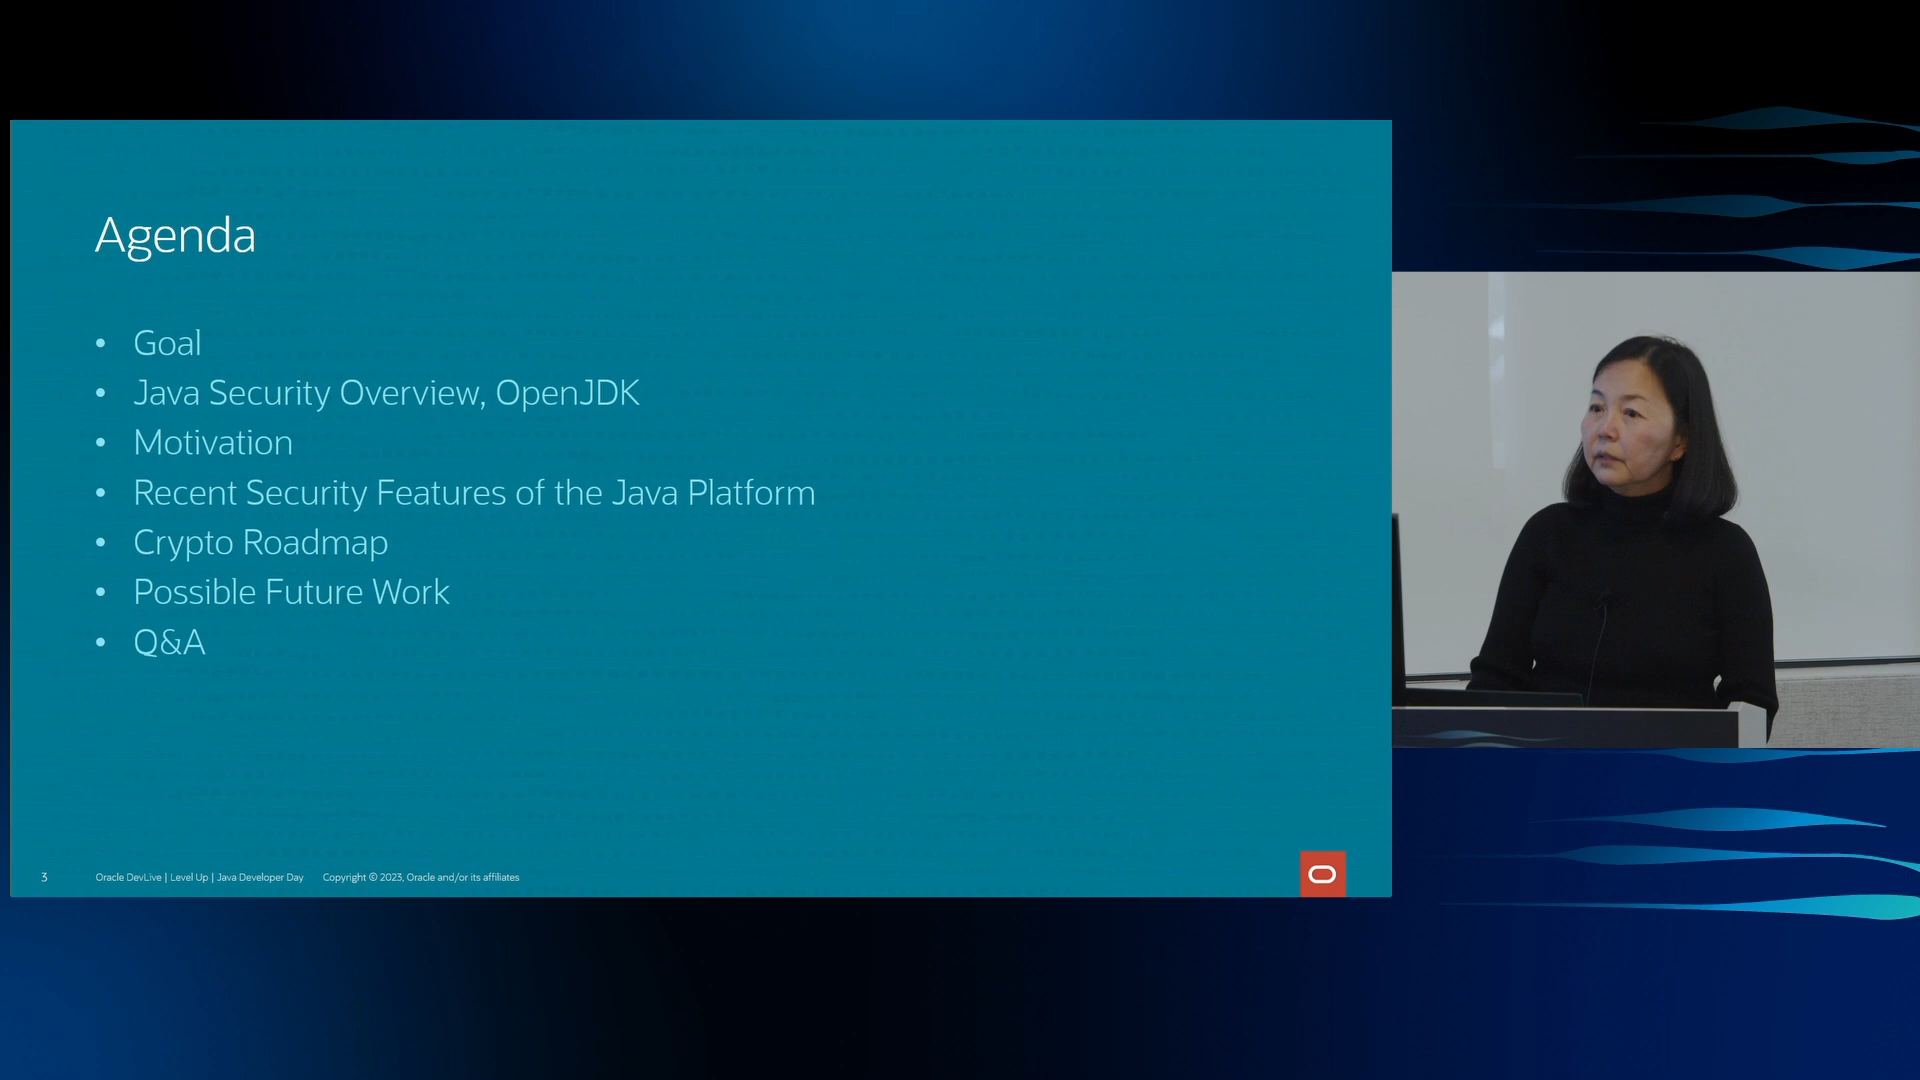 Agenda
• Goal
• Java Security Overview, OpenJDK
• Motivation
• Recent Security Features of the Java Platform
• Crypto Roadmap
• Possible Future Work
• Q&A
3 Oracle DevLive | Level Up | Java Developer Day Copyright © 2023, Oracle and/or its affiliates